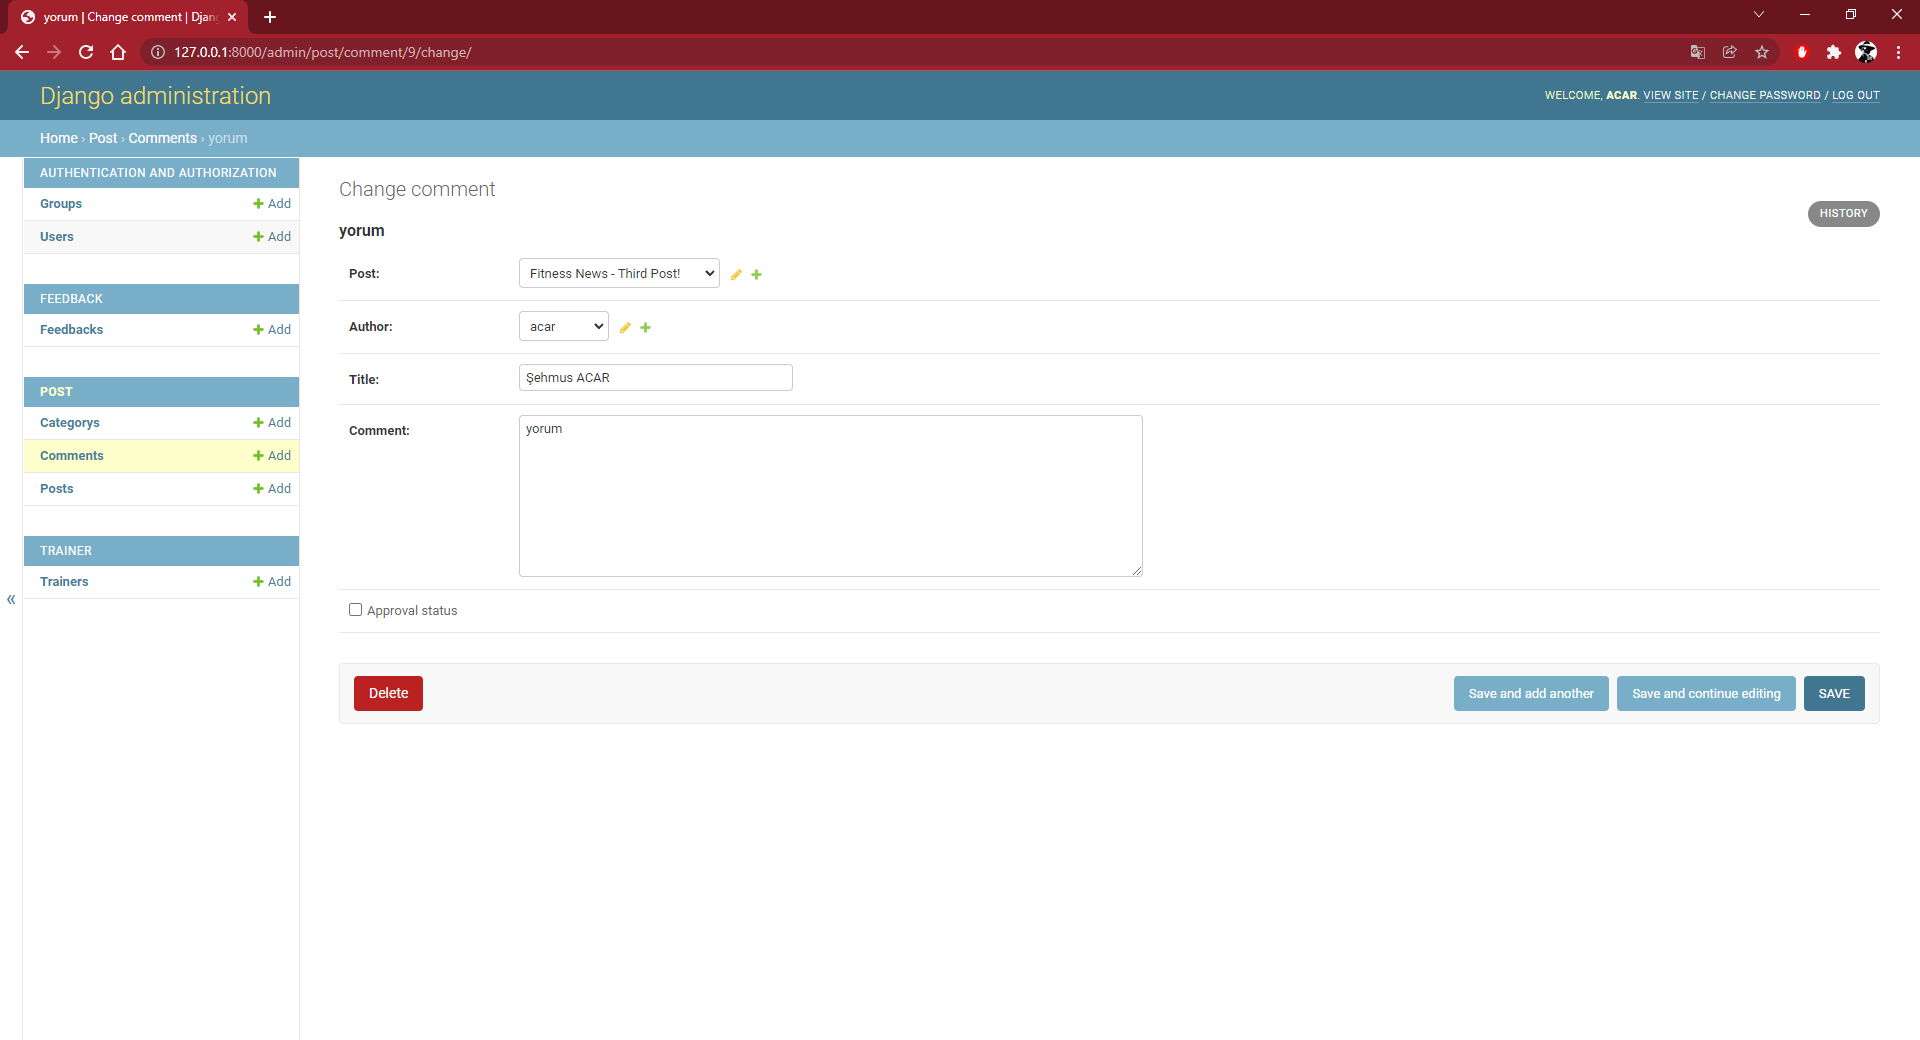 yorum | Change comment | Djan
127.0.0.1:8000/admin/post/comment/9/change/
Django administration
WELCOME, ACAR. VIEW SITE / CHANGE PASSWORD / LOG OUT
Home › Post › Comments › yorum
AUTHENTICATION AND AUTHORIZATION
Groups + Add
Users + Add
FEEDBACK
Feedbacks + Add
POST
Categorys + Add
Comments + Add
Posts + Add
TRAINER
Trainers + Add
«
Change comment
HISTORY
yorum
Post: Fitness News - Third Post!
Author: acar
Title: Şehmus ACAR
Comment: yorum
Approval status
Delete Save and add another Save and continue editing SAVE